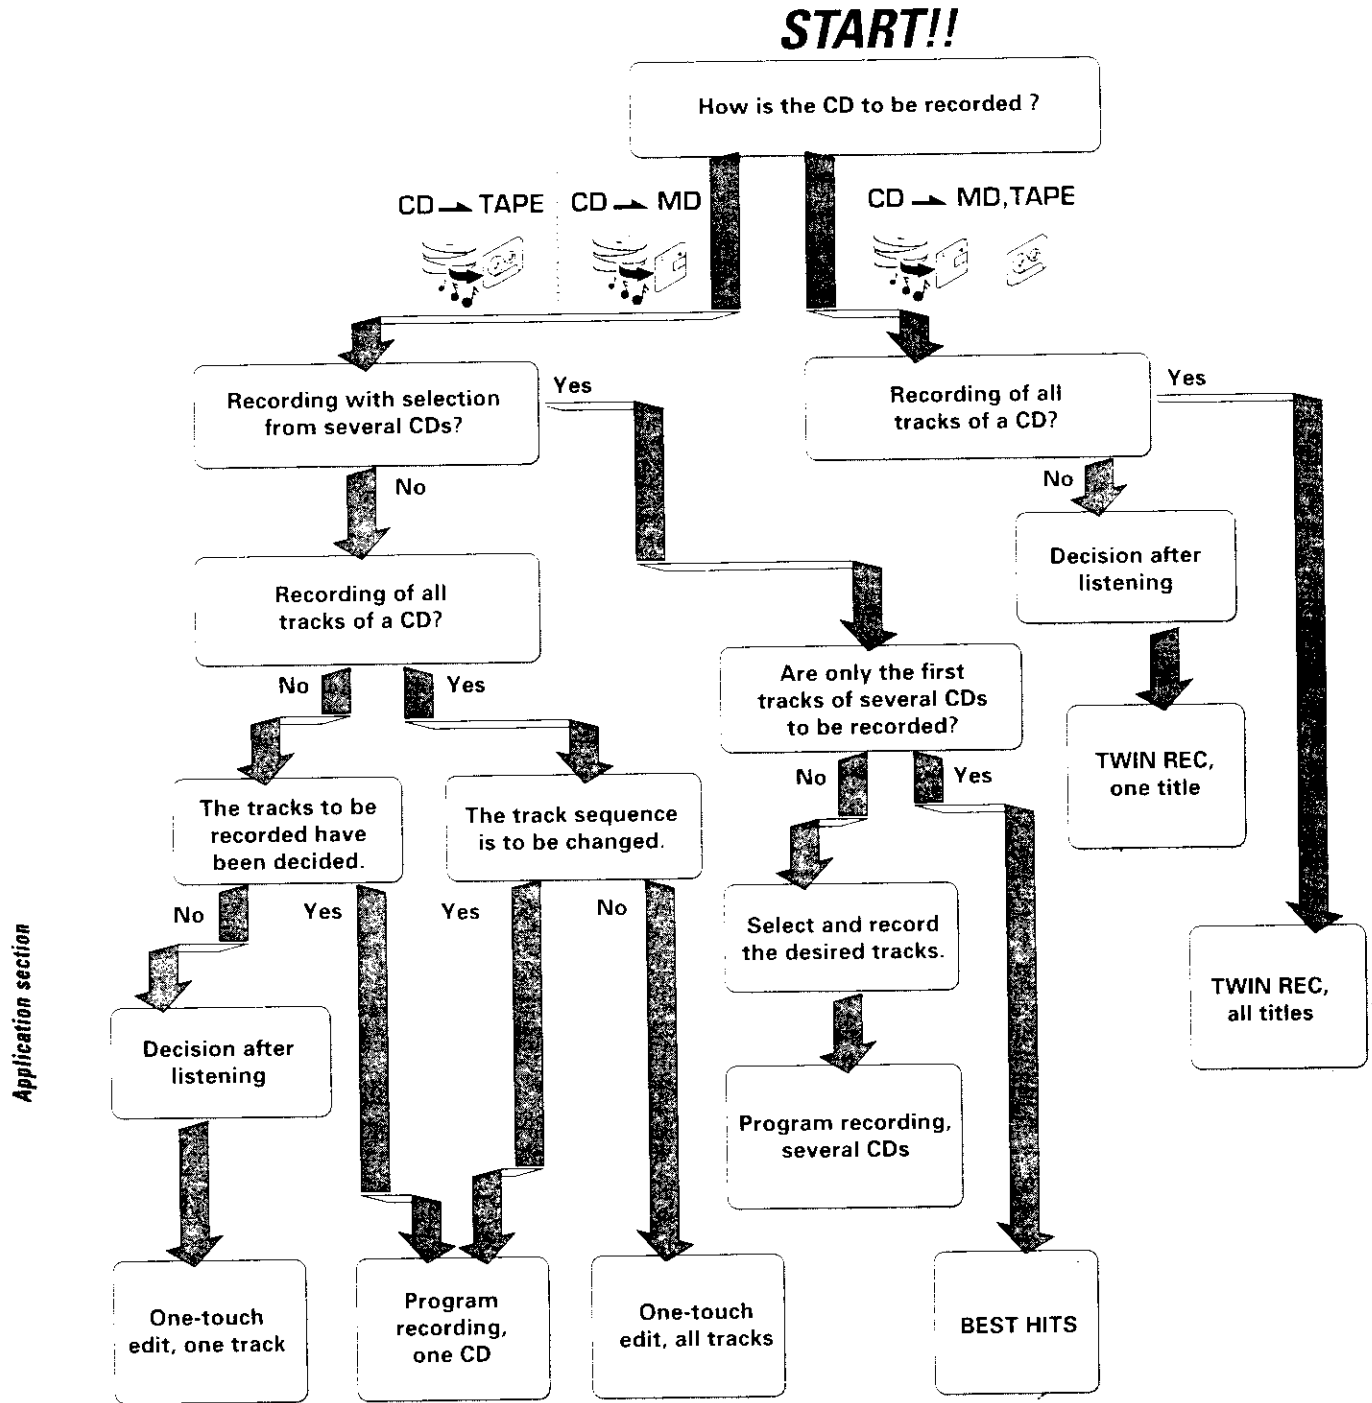 START!!
How is the CD to be recorded ?
CD → TAPE
CD → MD
CD → MD,TAPE
Recording with selection
from several CDs?
Yes
No
Recording of all
tracks of a CD?
Yes
No
Decision after
listening
TWIN REC,
one title
TWIN REC,
all titles
Recording of all
tracks of a CD?
No
Yes
Are only the first
tracks of several CDs
to be recorded?
No
Yes
The tracks to be
recorded have
been decided.
The track sequence
is to be changed.
No
Yes
Yes
No
Select and record
the desired tracks.
Decision after
listening
Program recording,
several CDs
One-touch
edit, one track
Program
recording,
one CD
One-touch
edit, all tracks
BEST HITS
Application section